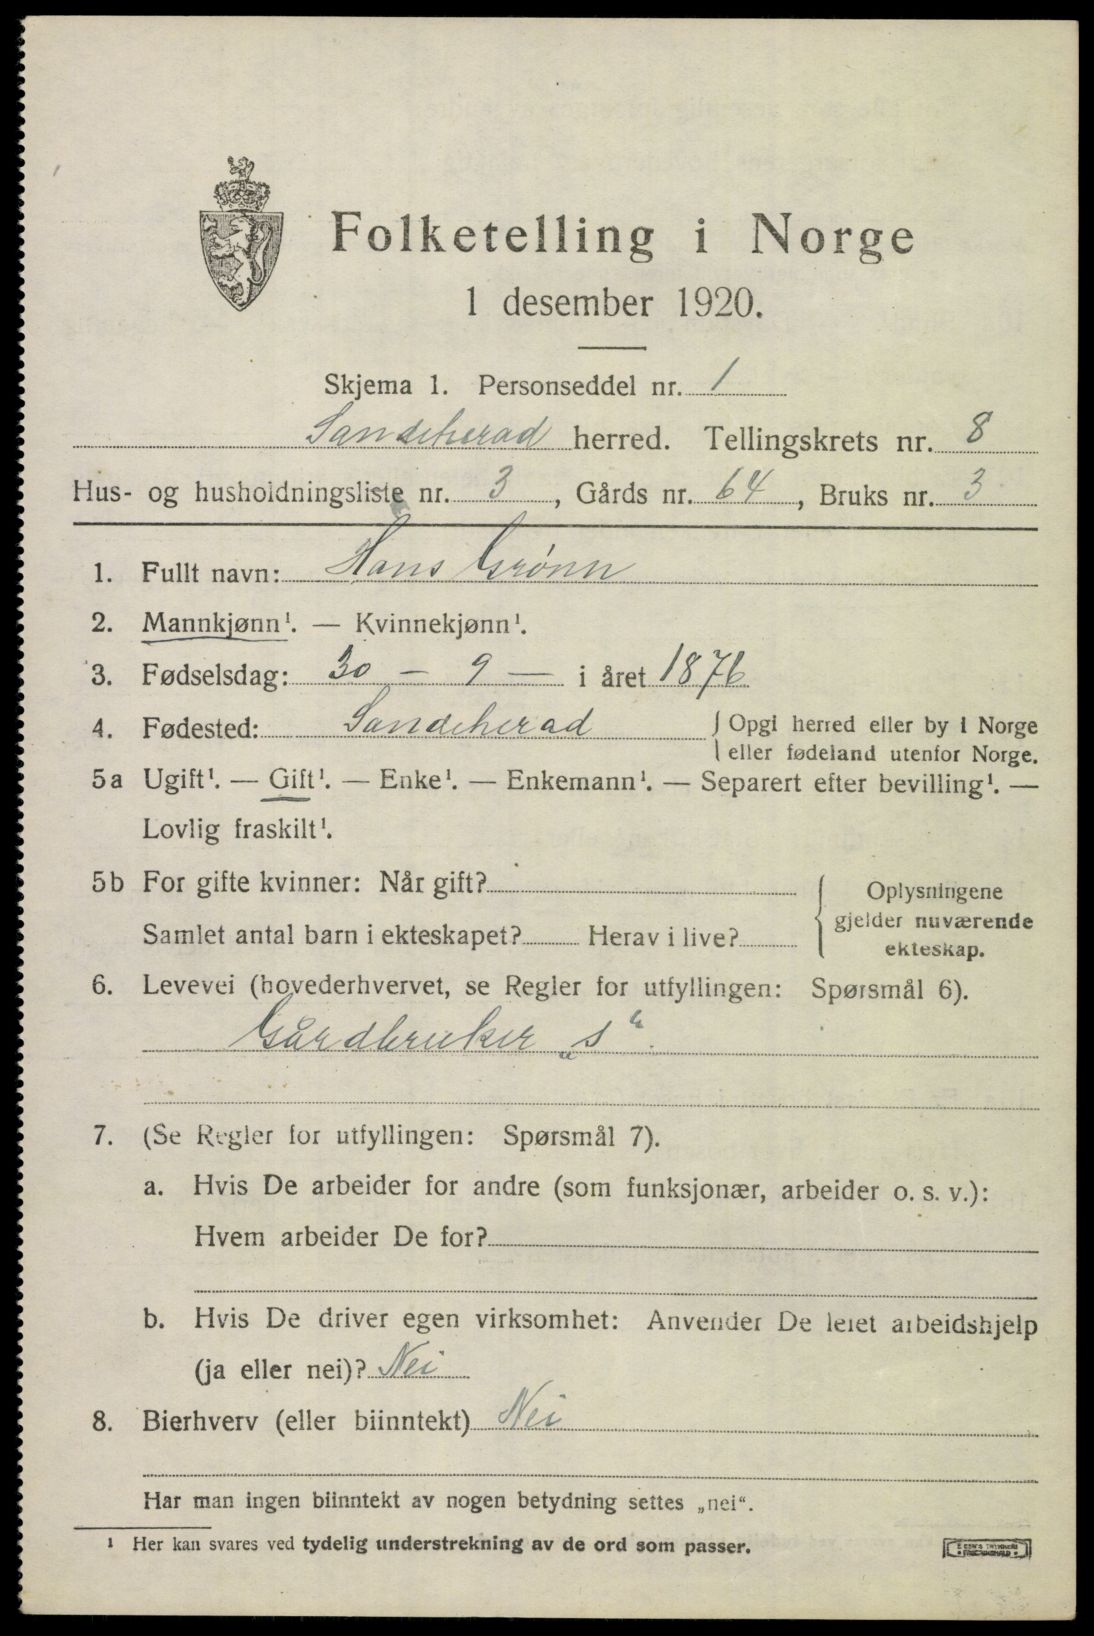 Folketelling i Norge
1 desember 1920.
Skjema 1. Personseddel nr. 1
Sandeherad herred. Tellingskrets nr. 8
Hus- og husholdningsliste nr. 3, Gårds nr. 64, Bruks nr. 3
1. Fullt navn: Hans Grønn
2. Mannkjønn¹. — Kvinnekjønn¹.
3. Fødselsdag: 30 - 9 - i året 1876
4. Fødested: Sandeherad { Opgi herred eller by i Norge
eller fødeland utenfor Norge.
5a Ugift¹. — Gift¹. — Enke¹. — Enkemann¹. — Separert efter bevilling¹. —
Lovlig fraskilt¹.
5b For gifte kvinner: Når gift?
Samlet antal barn i ekteskapet? Herav i live?
{ Oplysningene
gjelder nuværende
ekteskap.
6. Levevei (hovederhvervet, se Regler for utfyllingen: Spørsmål 6).
Gårdbruker „s“.
7. (Se Regler for utfyllingen: Spørsmål 7).
a. Hvis De arbeider for andre (som funksjonær, arbeider o. s. v.):
Hvem arbeider De for?
b. Hvis De driver egen virksomhet: Anvender De leiet arbeidshjelp
(ja eller nei)? Nei
8. Bierhverv (eller biinntekt) Nei
Har man ingen biinntekt av nogen betydning settes „nei“.
¹ Her kan svares ved tydelig understrekning av de ord som passer.